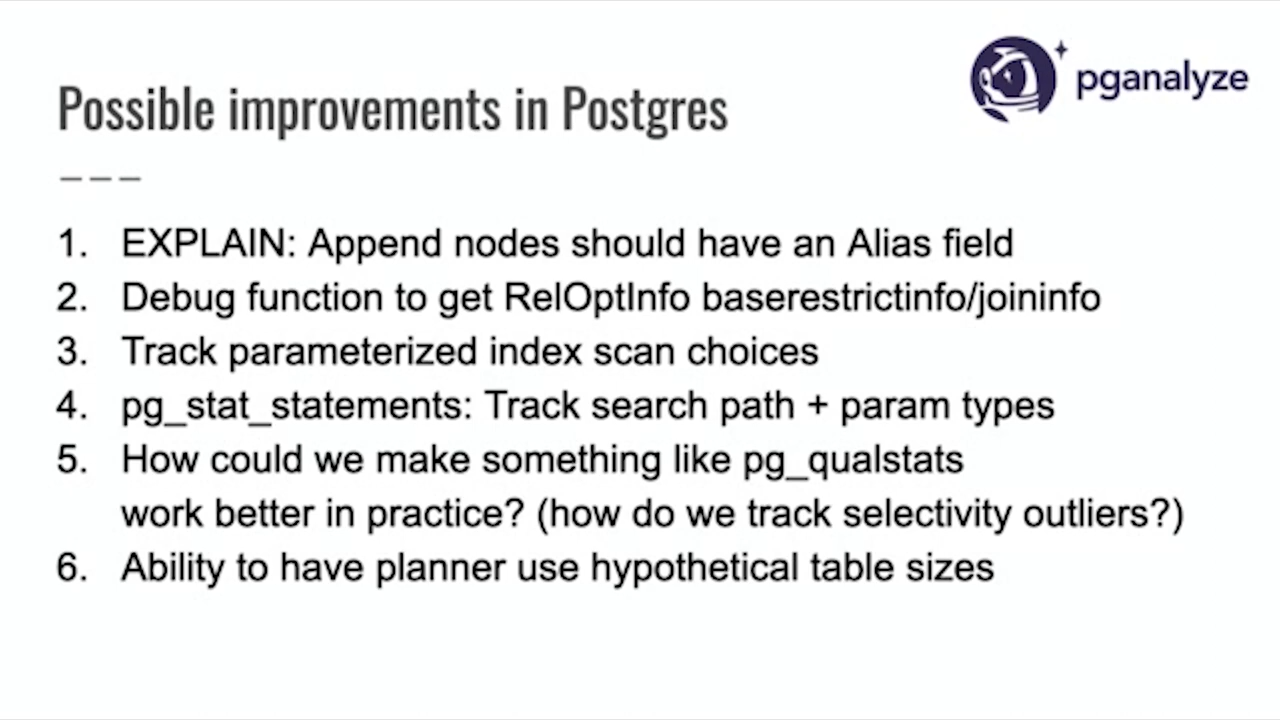 pganalyze
Possible improvements in Postgres
1. EXPLAIN: Append nodes should have an Alias field
2. Debug function to get RelOptInfo baserestrictinfo/joininfo
3. Track parameterized index scan choices
4. pg_stat_statements: Track search path + param types
5. How could we make something like pg_qualstats
work better in practice? (how do we track selectivity outliers?)
6. Ability to have planner use hypothetical table sizes